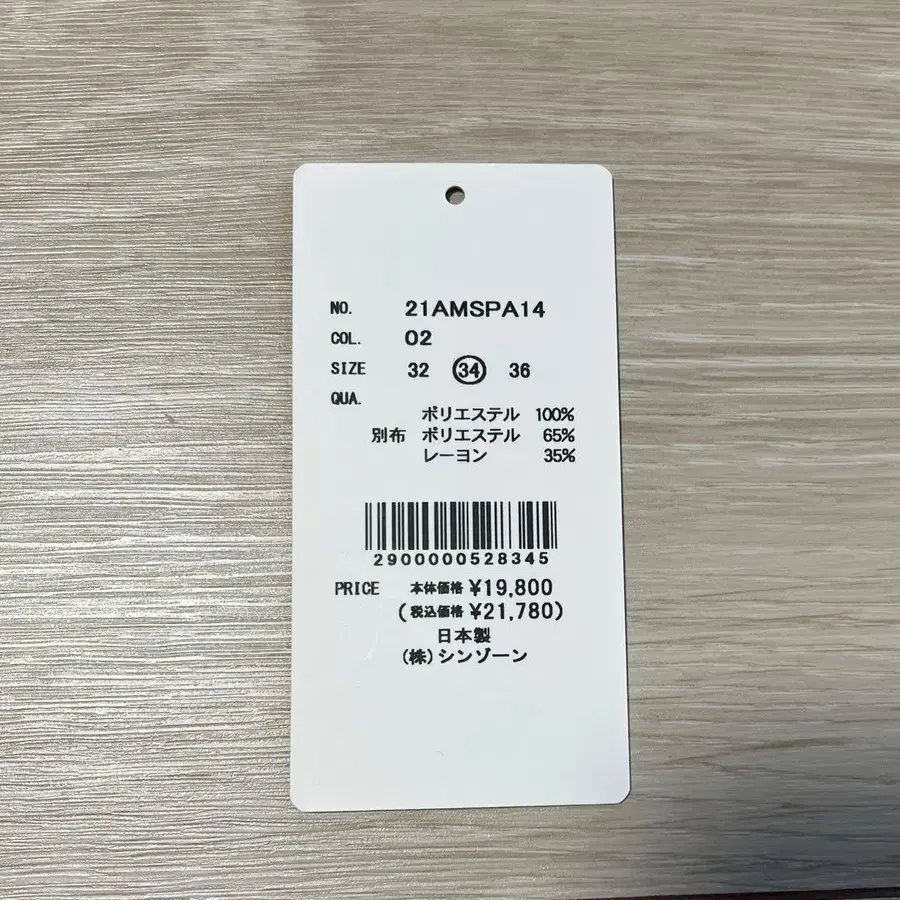 NO. 21AMSPA14
COL. 02
SIZE 32 34 36
QUA.
ポリエステル 100%
別布 ポリエステル 65%
レーヨン 35%
2900000528345
PRICE 本体価格 ¥19,800
(税込価格 ¥21,780)
日本製
(株)シンゾーン